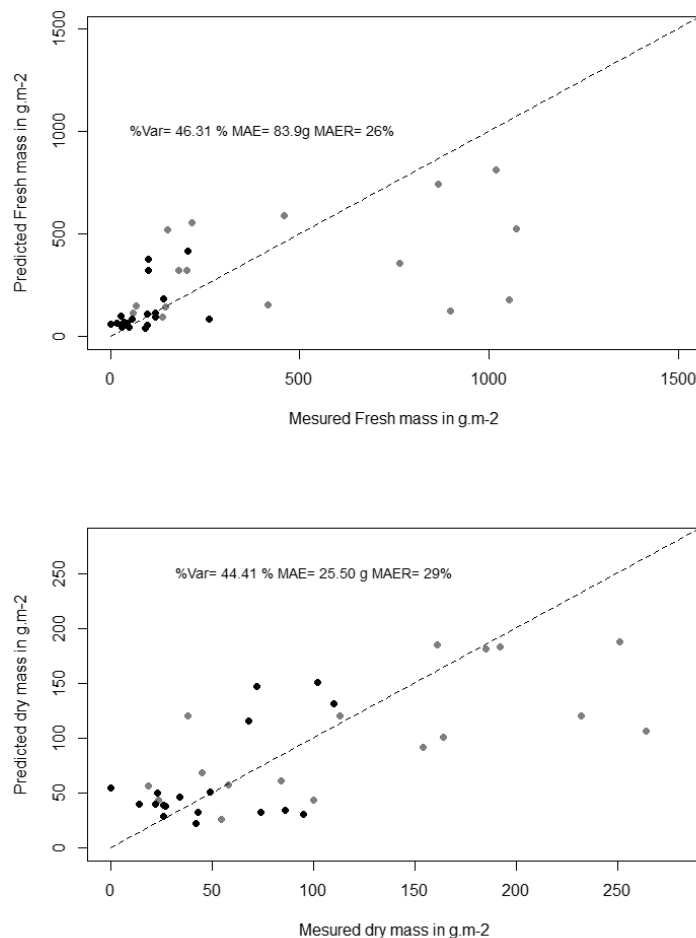 1500
1000
500
0
Predicted Fresh mass in g.m-2
%Var= 46.31 % MAE= 83.9g MAER= 26%
0 500 1000 1500
Mesured Fresh mass in g.m-2
250
200
150
100
50
0
Predicted dry mass in g.m-2
%Var= 44.41 % MAE= 25.50 g MAER= 29%
0 50 100 150 200 250
Mesured dry mass in g.m-2